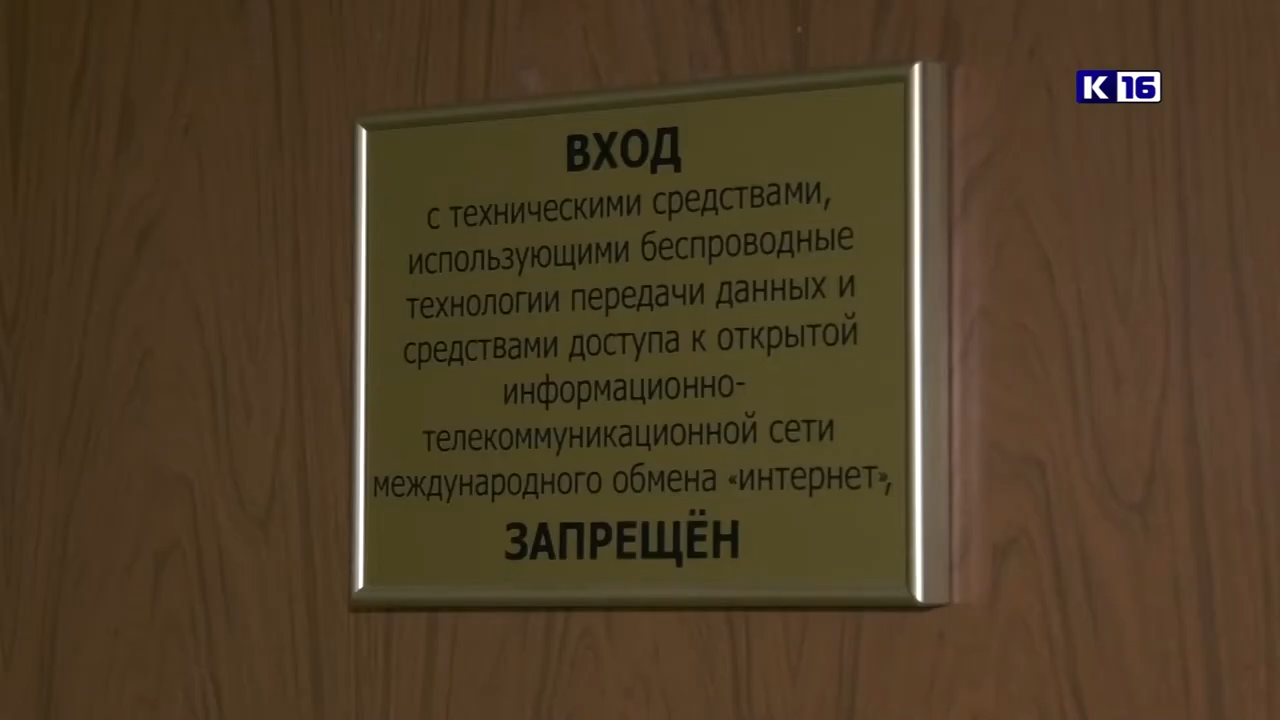 К 16
ВХОД
с техническими средствами,
использующими беспроводные
технологии передачи данных и
средствами доступа к открытой
информационно-
телекоммуникационной сети
международного обмена «интернет»,
ЗАПРЕЩЁН